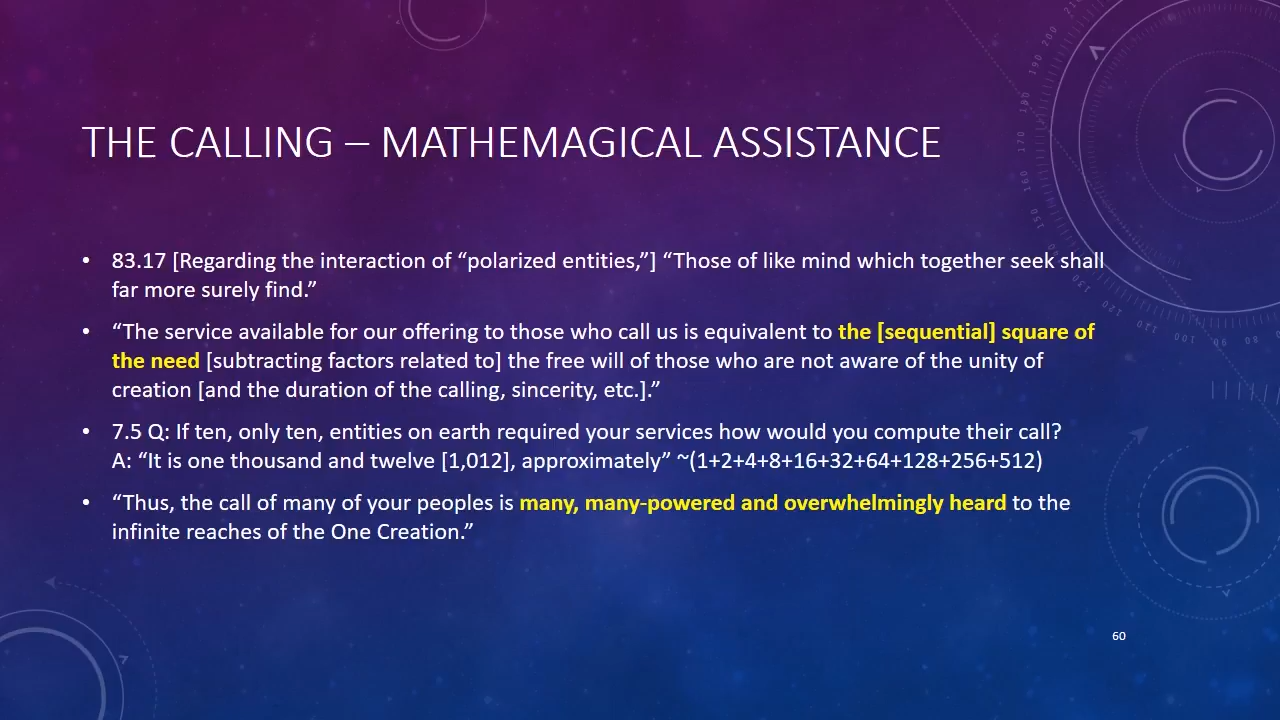 THE CALLING – MATHEMAGICAL ASSISTANCE
• 83.17 [Regarding the interaction of “polarized entities,”] “Those of like mind which together seek shall
far more surely find.”
• “The service available for our offering to those who call us is equivalent to the [sequential] square of
the need [subtracting factors related to] the free will of those who are not aware of the unity of
creation [and the duration of the calling, sincerity, etc.].”
• 7.5 Q: If ten, only ten, entities on earth required your services how would you compute their call?
A: “It is one thousand and twelve [1,012], approximately” ~(1+2+4+8+16+32+64+128+256+512)
• “Thus, the call of many of your peoples is many, many-powered and overwhelmingly heard to the
infinite reaches of the One Creation.”
60